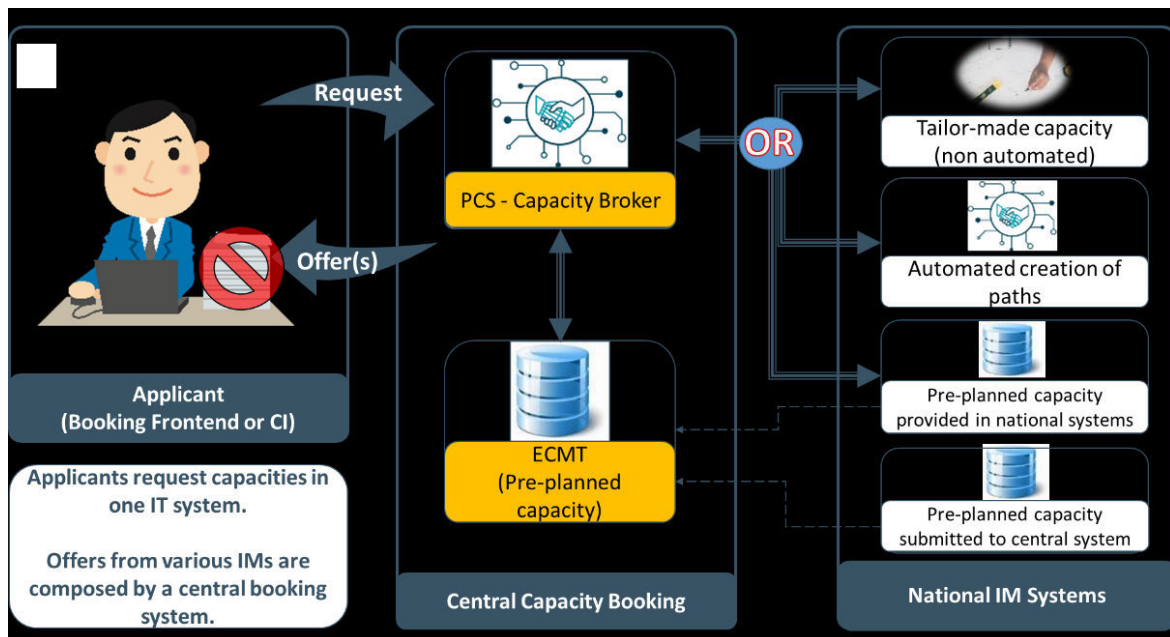 Request
Offer(s)
Applicant
(Booking Frontend or CI)
Applicants request capacities in
one IT system.
Offers from various IMs are
composed by a central booking
system.
PCS - Capacity Broker
ECMT
(Pre-planned
capacity)
Central Capacity Booking
OR
Tailor-made capacity
(non automated)
Automated creation of
paths
Pre-planned capacity
provided in national systems
Pre-planned capacity
submitted to central system
National IM Systems